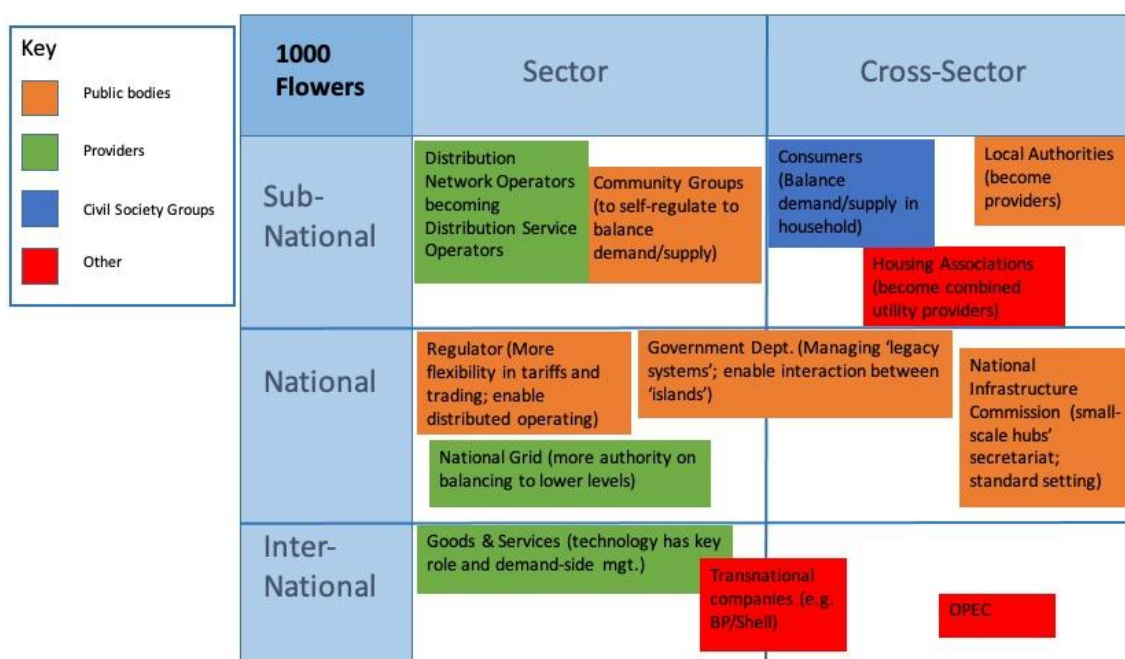 Key
Public bodies
Providers
Civil Society Groups
Other
1000
Flowers
Sector
Cross-Sector
Sub-
National
Distribution
Network Operators
becoming
Distribution Service
Operators
Community Groups
(to self-regulate to
balance
demand/supply)
Consumers
(Balance
demand/supply in
household)
Local Authorities
(become
providers)
Housing Associations
(become combined
utility providers)
National
Regulator (More
flexibility in tariffs and
trading; enable
distributed operating)
Government Dept. (Managing ‘legacy
systems’; enable interaction between
‘islands’)
National
Infrastructure
Commission (small-
scale hubs’
secretariat;
standard setting)
National Grid (more authority on
balancing to lower levels)
Inter-
National
Goods & Services (technology has key
role and demand-side mgt.)
Transnational
companies (e.g.
BP/Shell)
OPEC